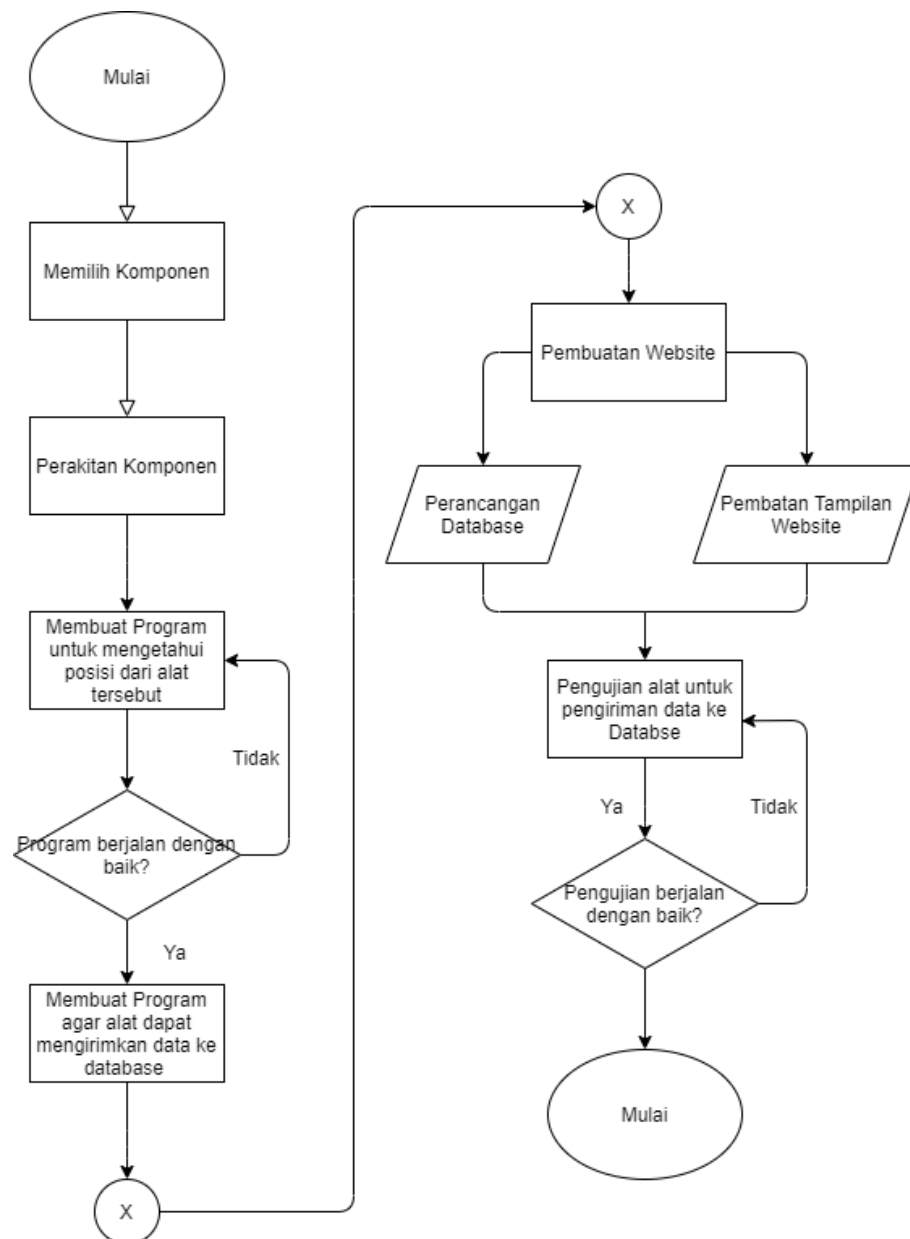 Mulai
Memilih Komponen
Perakitan Komponen
Membuat Program
untuk mengetahui
posisi dari alat
tersebut
Tidak
Program berjalan dengan
baik?
Ya
Membuat Program
agar alat dapat
mengirimkan data ke
database
X
X
Pembuatan Website
Perancangan
Database
Pembatan Tampilan
Website
Pengujian alat untuk
pengiriman data ke
Databse
Ya
Tidak
Pengujian berjalan
dengan baik?
Mulai